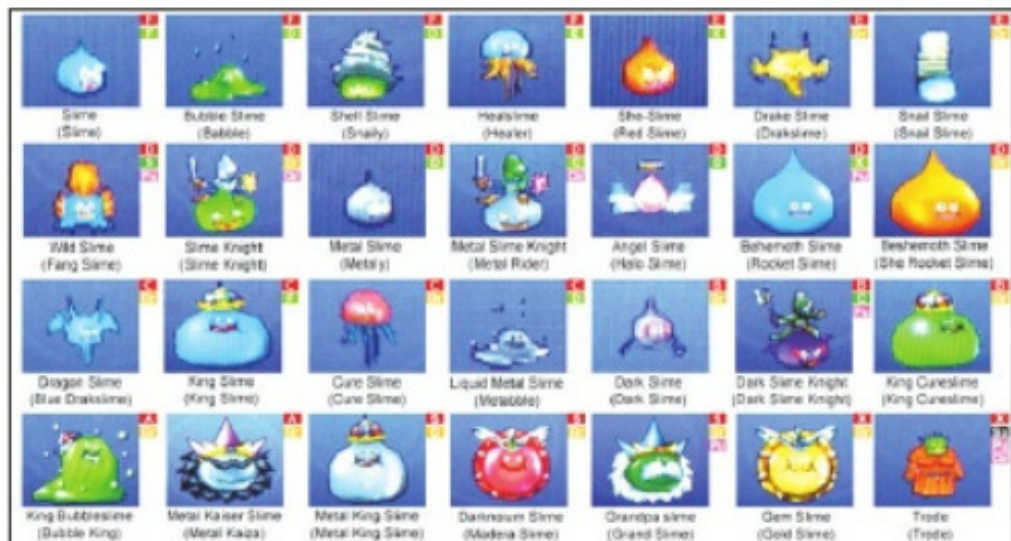 Slime
(Slime)
Bubble Slime
(Babble)
Shell Slime
(Snaily)
Healslime
(Healer)
She-Slime
(Red Slime)
Drake Slime
(Drakslime)
Snail Slime
(Snail Slime)
Wild Slime
(Fang Slime)
Slime Knight
(Slime Knight)
Metal Slime
(Metaly)
Metal Slime Knight
(Metal Rider)
Angel Slime
(Halo Slime)
Behemoth Slime
(Rocket Slime)
Beshemoth Slime
(She Rocket Slime)
Dragon Slime
(Blue Drakslime)
King Slime
(King Slime)
Cure Slime
(Cure Slime)
Liquid Metal Slime
(Metabble)
Dark Slime
(Dark Slime)
Dark Slime Knight
(Dark Slime Knight)
King Cureslime
(King Cureslime)
King Bubbleslime
(Bubble King)
Metal Kaiser Slime
(Metal Kaiza)
Metal King Slime
(Metal King Slime)
Darkonium Slime
(Madeira Slime)
Grandpa slime
(Grand Slime)
Gem Slime
(Gold Slime)
Trode
(Trode)